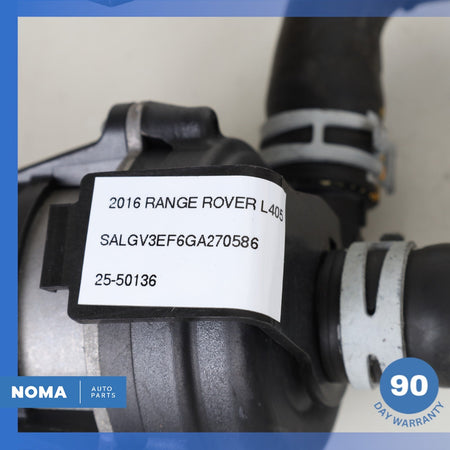 2016 RANGE ROVER L405
SALGV3EF6GA270586
25-50136
NOMA
AUTO
PARTS
90
DAY WARRANTY